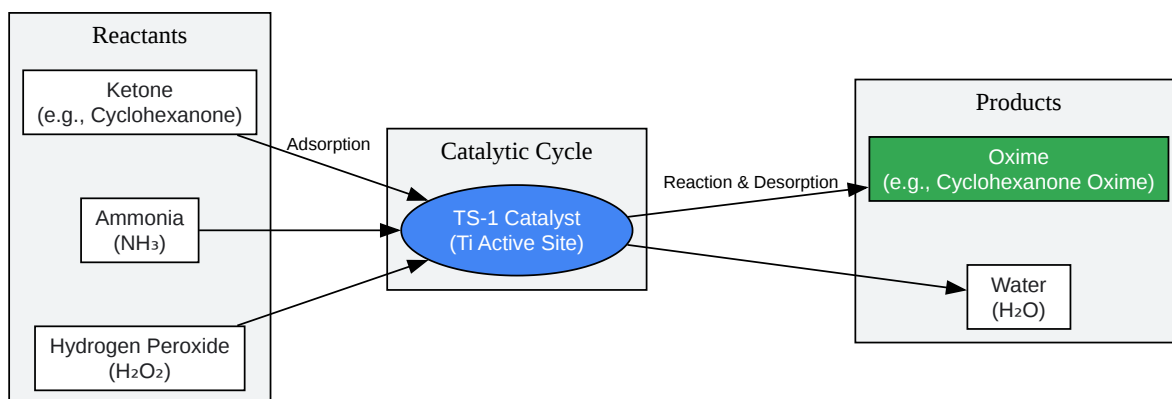 Reactants
Ketone
(e.g., Cyclohexanone)
Adsorption
Ammonia
(NH₃)
Hydrogen Peroxide
(H₂O₂)
Catalytic Cycle
TS-1 Catalyst
(Ti Active Site)
Reaction & Desorption
Products
Oxime
(e.g., Cyclohexanone Oxime)
Water
(H₂O)